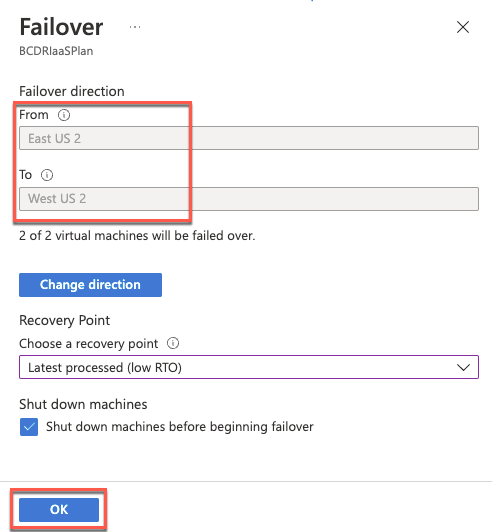 Failover ...
BCDRIaaSPlan
Failover direction
From
East US 2
To
West US 2
2 of 2 virtual machines will be failed over.
Change direction
Recovery Point
Choose a recovery point
Latest processed (low RTO)
Shut down machines
Shut down machines before beginning failover
OK